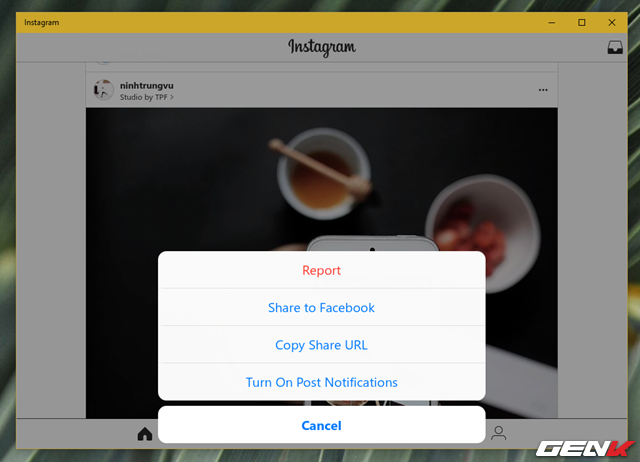 Instagram
Instagram
ninhtrungvu
Studio by TPF >
Report
Share to Facebook
Copy Share URL
Turn On Post Notifications
Cancel
GENK